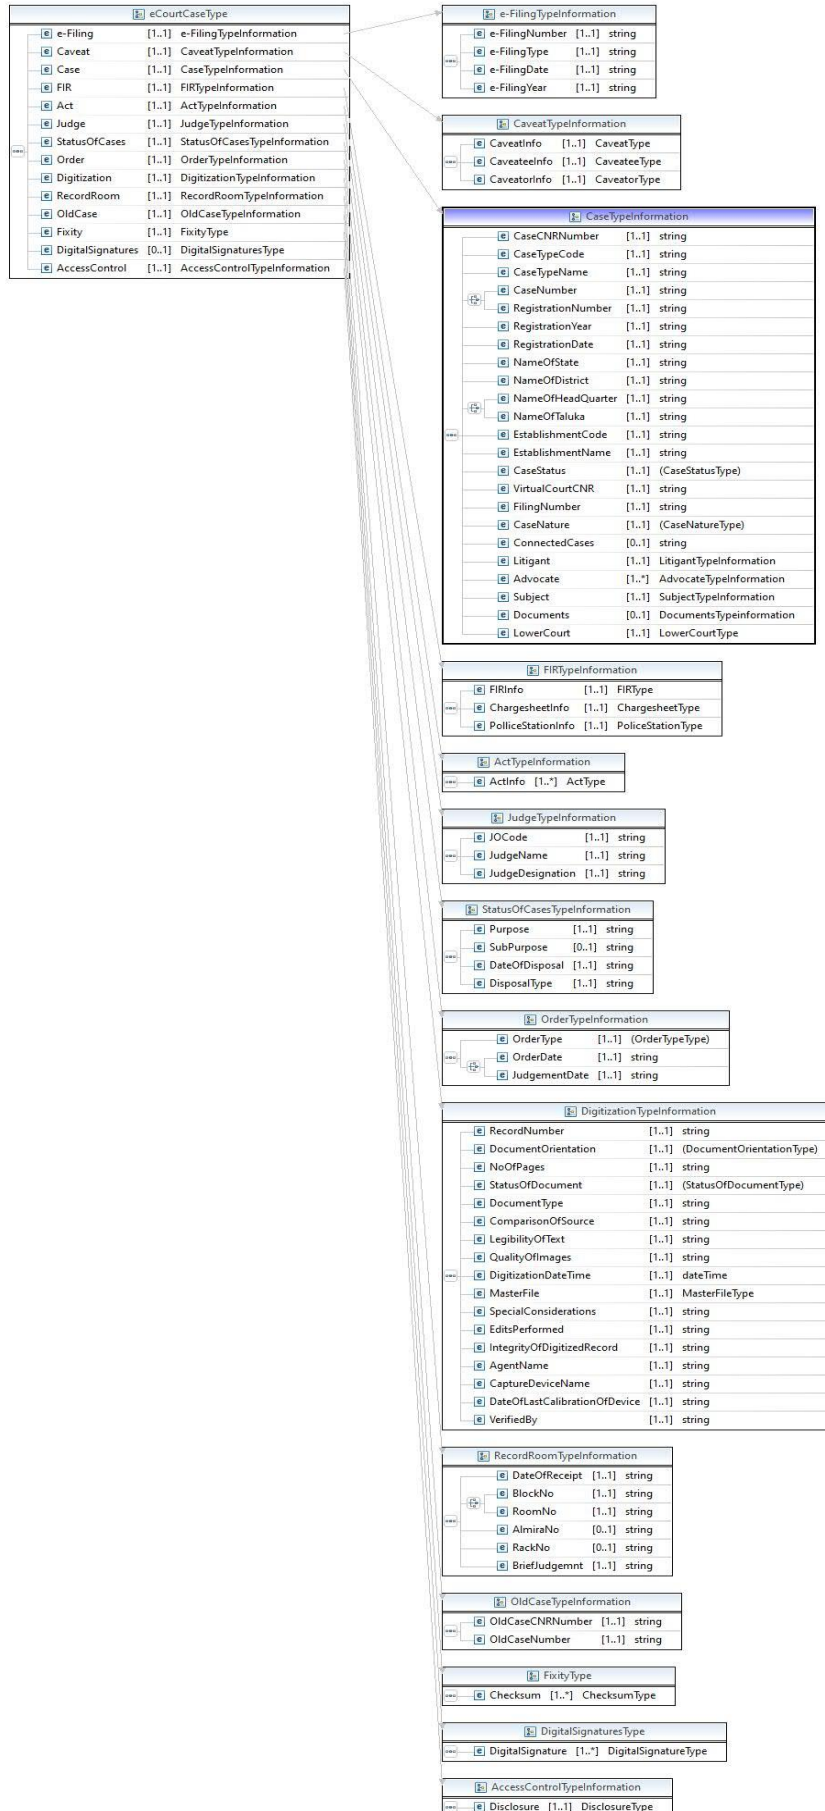 eCourtCaseType
e-Filing [1..1] e-FilingTypeInformation
Caveat [1..1] CaveatTypeInformation
Case [1..1] CaseTypeInformation
FIR [1..1] FIRTypeInformation
Act [1..1] ActTypeInformation
Judge [1..1] JudgeTypeInformation
StatusOfCases [1..1] StatusOfCasesTypeInformation
Order [1..1] OrderTypeInformation
Digitization [1..1] DigitizationTypeInformation
RecordRoom [1..1] RecordRoomTypeInformation
OldCase [1..1] OldCaseTypeInformation
Fixity [1..1] FixityType
DigitalSignatures [0..1] DigitalSignaturesType
AccessControl [1..1] AccessControlTypeInformation
e-FilingTypeInformation
e-FilingNumber [1..1] string
e-FilingType [1..1] string
e-FilingDate [1..1] string
e-FilingYear [1..1] string
CaveatTypeInformation
CaveatInfo [1..1] CaveatType
CaveateeInfo [1..1] CaveateeType
CaveatorInfo [1..1] CaveatorType
CaseTypeInformation
CaseCNRNumber [1..1] string
CaseTypeCode [1..1] string
CaseTypeName [1..1] string
CaseNumber [1..1] string
RegistrationNumber [1..1] string
RegistrationYear [1..1] string
RegistrationDate [1..1] string
NameOfState [1..1] string
NameOfDistrict [1..1] string
NameOfHeadQuarter [1..1] string
NameOfTaluka [1..1] string
EstablishmentCode [1..1] string
EstablishmentName [1..1] string
CaseStatus [1..1] (CaseStatusType)
VirtualCourtCNR [1..1] string
FilingNumber [1..1] string
CaseNature [1..1] (CaseNatureType)
ConnectedCases [0..1] string
Litigant [1..1] LitigantTypeInformation
Advocate [1..*] AdvocateTypeInformation
Subject [1..1] SubjectTypeInformation
Documents [0..1] DocumentsTypeinformation
LowerCourt [1..1] LowerCourtType
FIRTypeInformation
FIRInfo [1..1] FIRType
ChargesheetInfo [1..1] ChargesheetType
PolliceStationInfo [1..1] PoliceStationType
ActTypeInformation
ActInfo [1..*] ActType
JudgeTypeInformation
JOCode [1..1] string
JudgeName [1..1] string
JudgeDesignation [1..1] string
StatusOfCasesTypeInformation
Purpose [1..1] string
SubPurpose [0..1] string
DateOfDisposal [1..1] string
DisposalType [1..1] string
OrderTypeInformation
OrderType [1..1] (OrderTypeType)
OrderDate [1..1] string
JudgementDate [1..1] string
DigitizationTypeInformation
RecordNumber [1..1] string
DocumentOrientation [1..1] (DocumentOrientationType)
NoOfPages [1..1] string
StatusOfDocument [1..1] (StatusOfDocumentType)
DocumentType [1..1] string
ComparisonOfSource [1..1] string
LegibilityOfText [1..1] string
QualityOfImages [1..1] string
DigitizationDateTime [1..1] dateTime
MasterFile [1..1] MasterFileType
SpecialConsiderations [1..1] string
EditsPerformed [1..1] string
IntegrityOfDigitizedRecord [1..1] string
AgentName [1..1] string
CaptureDeviceName [1..1] string
DateOfLastCalibrationOfDevice [1..1] string
VerifiedBy [1..1] string
RecordRoomTypeInformation
DateOfReceipt [1..1] string
BlockNo [1..1] string
RoomNo [1..1] string
AlmiraNo [0..1] string
RackNo [0..1] string
BriefJudgemnt [1..1] string
OldCaseTypeInformation
OldCaseCNRNumber [1..1] string
OldCaseNumber [1..1] string
FixityType
Checksum [1..*] ChecksumType
DigitalSignaturesType
DigitalSignature [1..*] DigitalSignatureType
AccessControlTypeInformation
Disclosure [1..1] DisclosureType